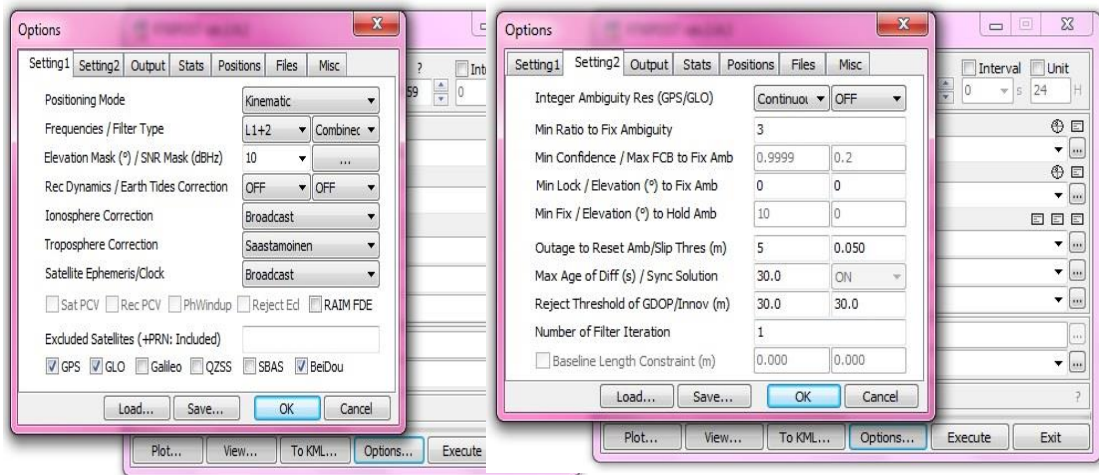 Options
Setting1 Setting2 Output Stats Positions Files Misc
Positioning Mode Kinematic
Frequencies / Filter Type L1+2 Combinec
Elevation Mask (°) / SNR Mask (dBHz) 10 ...
Rec Dynamics / Earth Tides Correction OFF OFF
Ionosphere Correction Broadcast
Troposphere Correction Saastamoinen
Satellite Ephemeris/Clock Broadcast
Sat PCV Rec PCV PhWindup Reject Ed RAIM FDE
Excluded Satellites (+PRN: Included)
GPS GLO Galileo QZSS SBAS BeiDou
Load... Save... OK Cancel
? Int
59 0
Plot... View... To KML... Options... Execute
Options
Setting1 Setting2 Output Stats Positions Files Misc
Integer Ambiguity Res (GPS/GLO) Continuou OFF
Min Ratio to Fix Ambiguity 3
Min Confidence / Max FCB to Fix Amb 0.9999 0.2
Min Lock / Elevation (°) to Fix Amb 0 0
Min Fix / Elevation (°) to Hold Amb 10 0
Outage to Reset Amb/Slip Thres (m) 5 0.050
Max Age of Diff (s) / Sync Solution 30.0 ON
Reject Threshold of GDOP/Innov (m) 30.0 30.0
Number of Filter Iteration 1
Baseline Length Constraint (m) 0.000 0.000
Load... Save... OK Cancel
Interval Unit
0 s 24 H
?
Plot... View... To KML... Options... Execute Exit